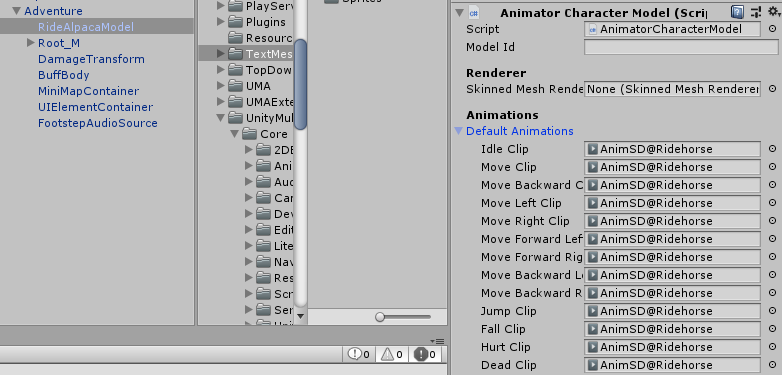 Adventure
RideAlpacaModel
Root_M
DamageTransform
BuffBody
MiniMapContainer
UIElementContainer
FootstepAudioSource
PlayServ
Plugins
Resourc
TextMes
TopDow
UMA
UMAExte
UnityMul
Core
2DE
Ani
Aud
Car
Dev
Edit
Lite
Nav
Res
Scr
Ser
Sprites
0
0
0
Animator Character Model (Scrip
Script AnimatorCharacterModel
Model Id
Renderer
Skinned Mesh Rende None (Skinned Mesh Renderer
Animations
Default Animations
Idle Clip AnimSD@Ridehorse
Move Clip AnimSD@Ridehorse
Move Backward C AnimSD@Ridehorse
Move Left Clip AnimSD@Ridehorse
Move Right Clip AnimSD@Ridehorse
Move Forward Left AnimSD@Ridehorse
Move Forward Rig AnimSD@Ridehorse
Move Backward L AnimSD@Ridehorse
Move Backward R AnimSD@Ridehorse
Jump Clip AnimSD@Ridehorse
Fall Clip AnimSD@Ridehorse
Hurt Clip AnimSD@Ridehorse
Dead Clip AnimSD@Ridehorse